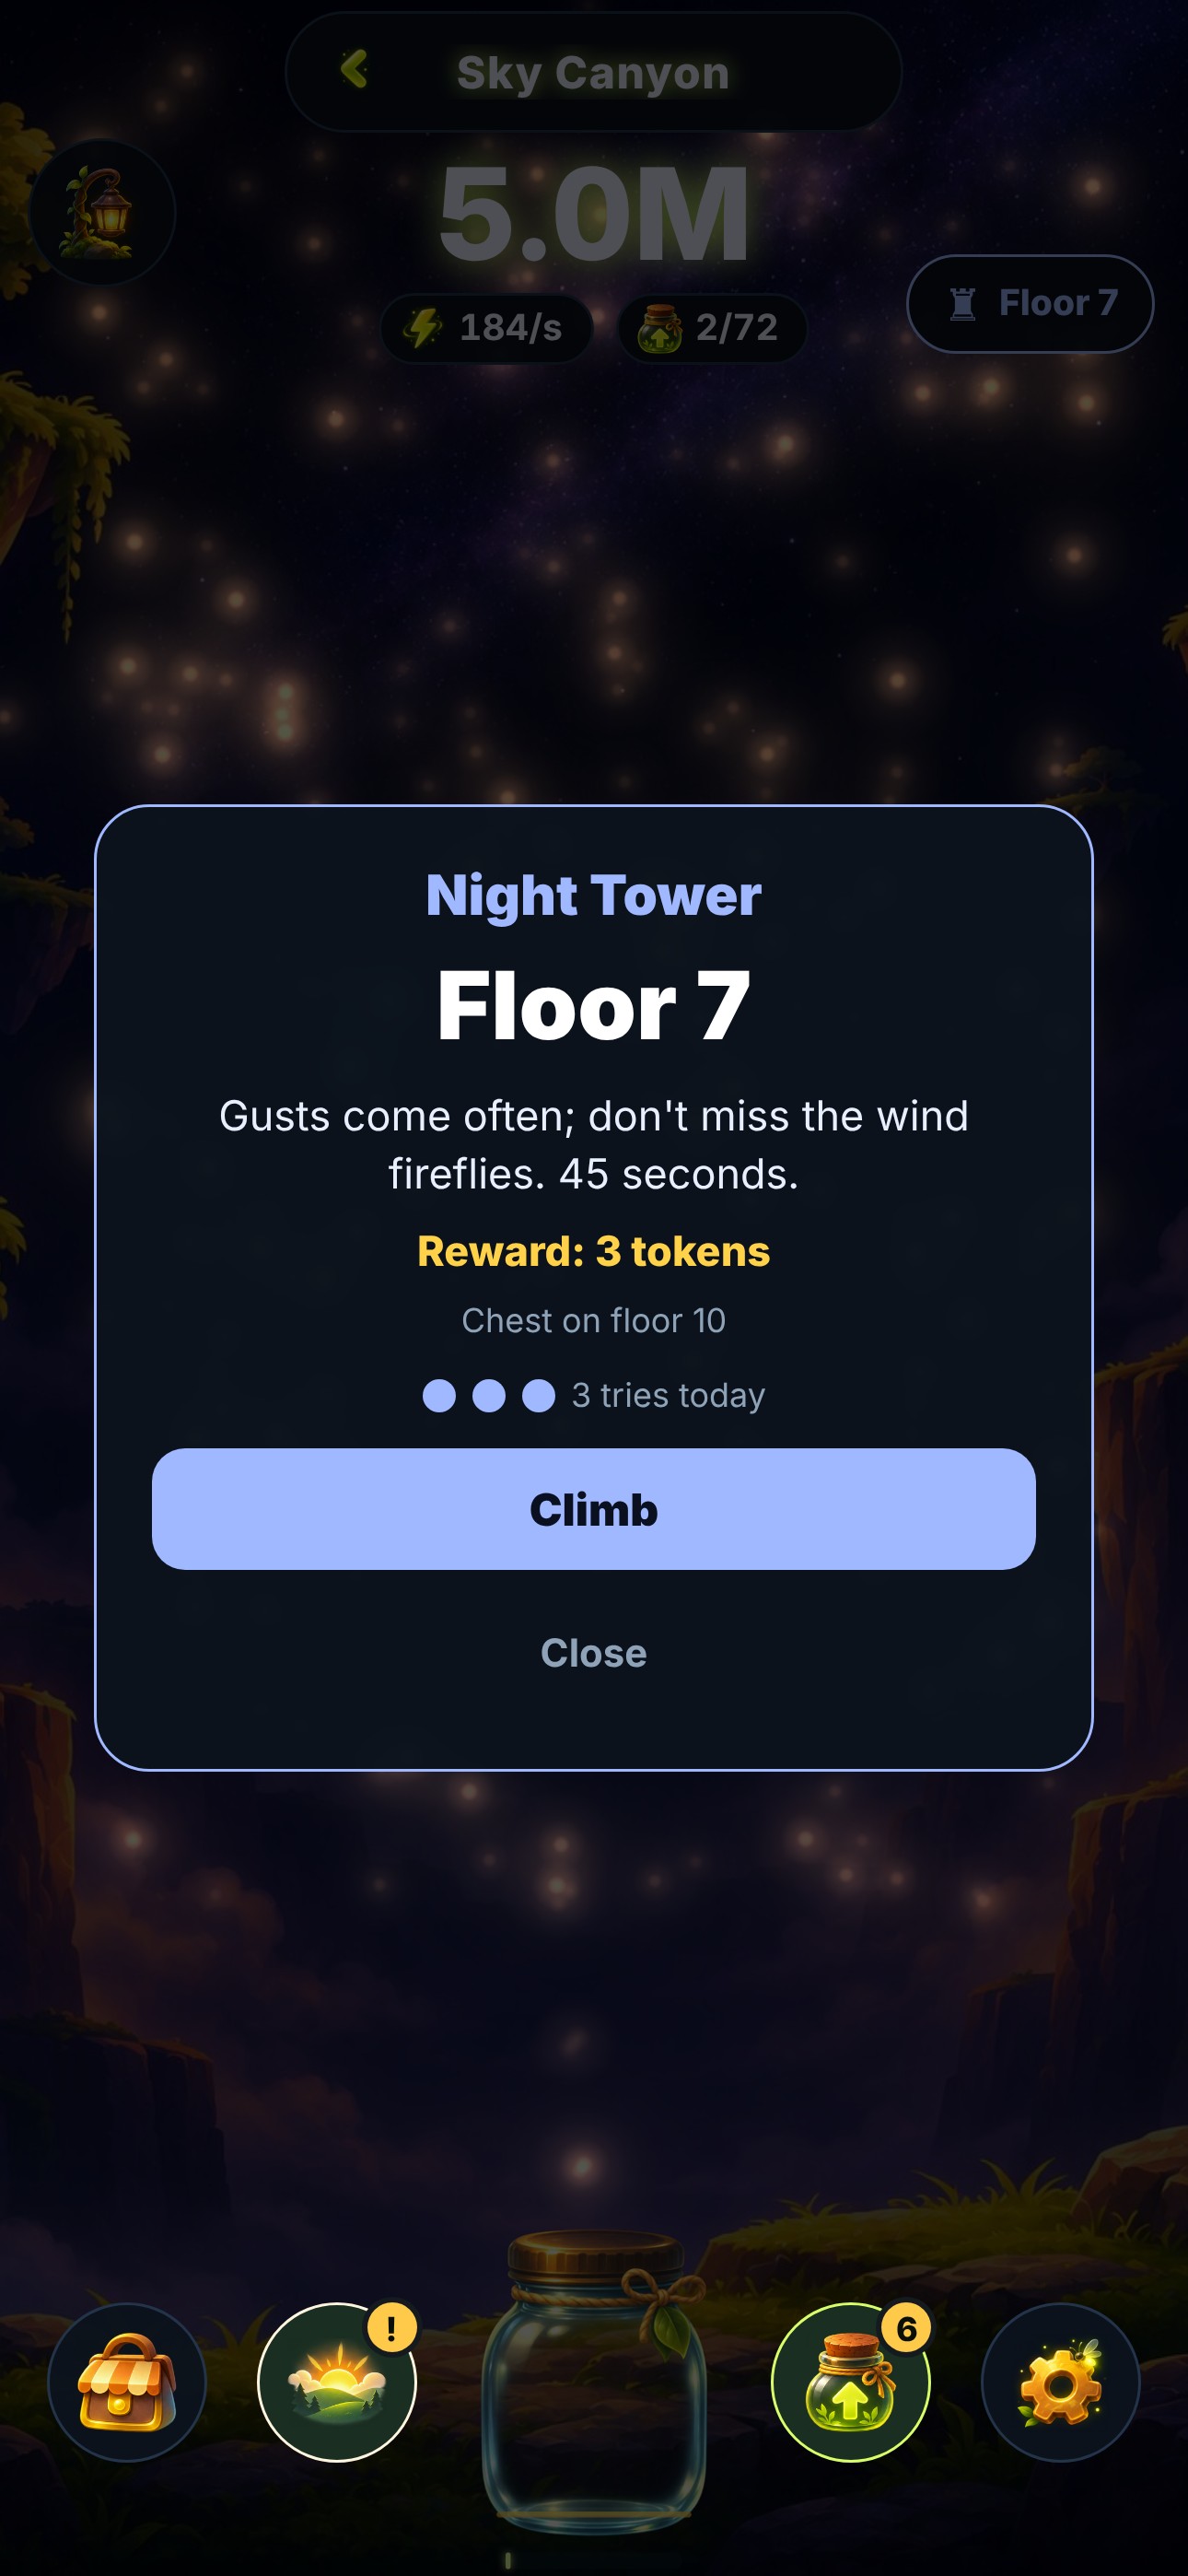 Sky Canyon
5.0M
184/s
2/72
Floor 7
Night Tower
Floor 7
Gusts come often; don't miss the wind
fireflies. 45 seconds.
Reward: 3 tokens
Chest on floor 10
3 tries today
Climb
Close
!
6